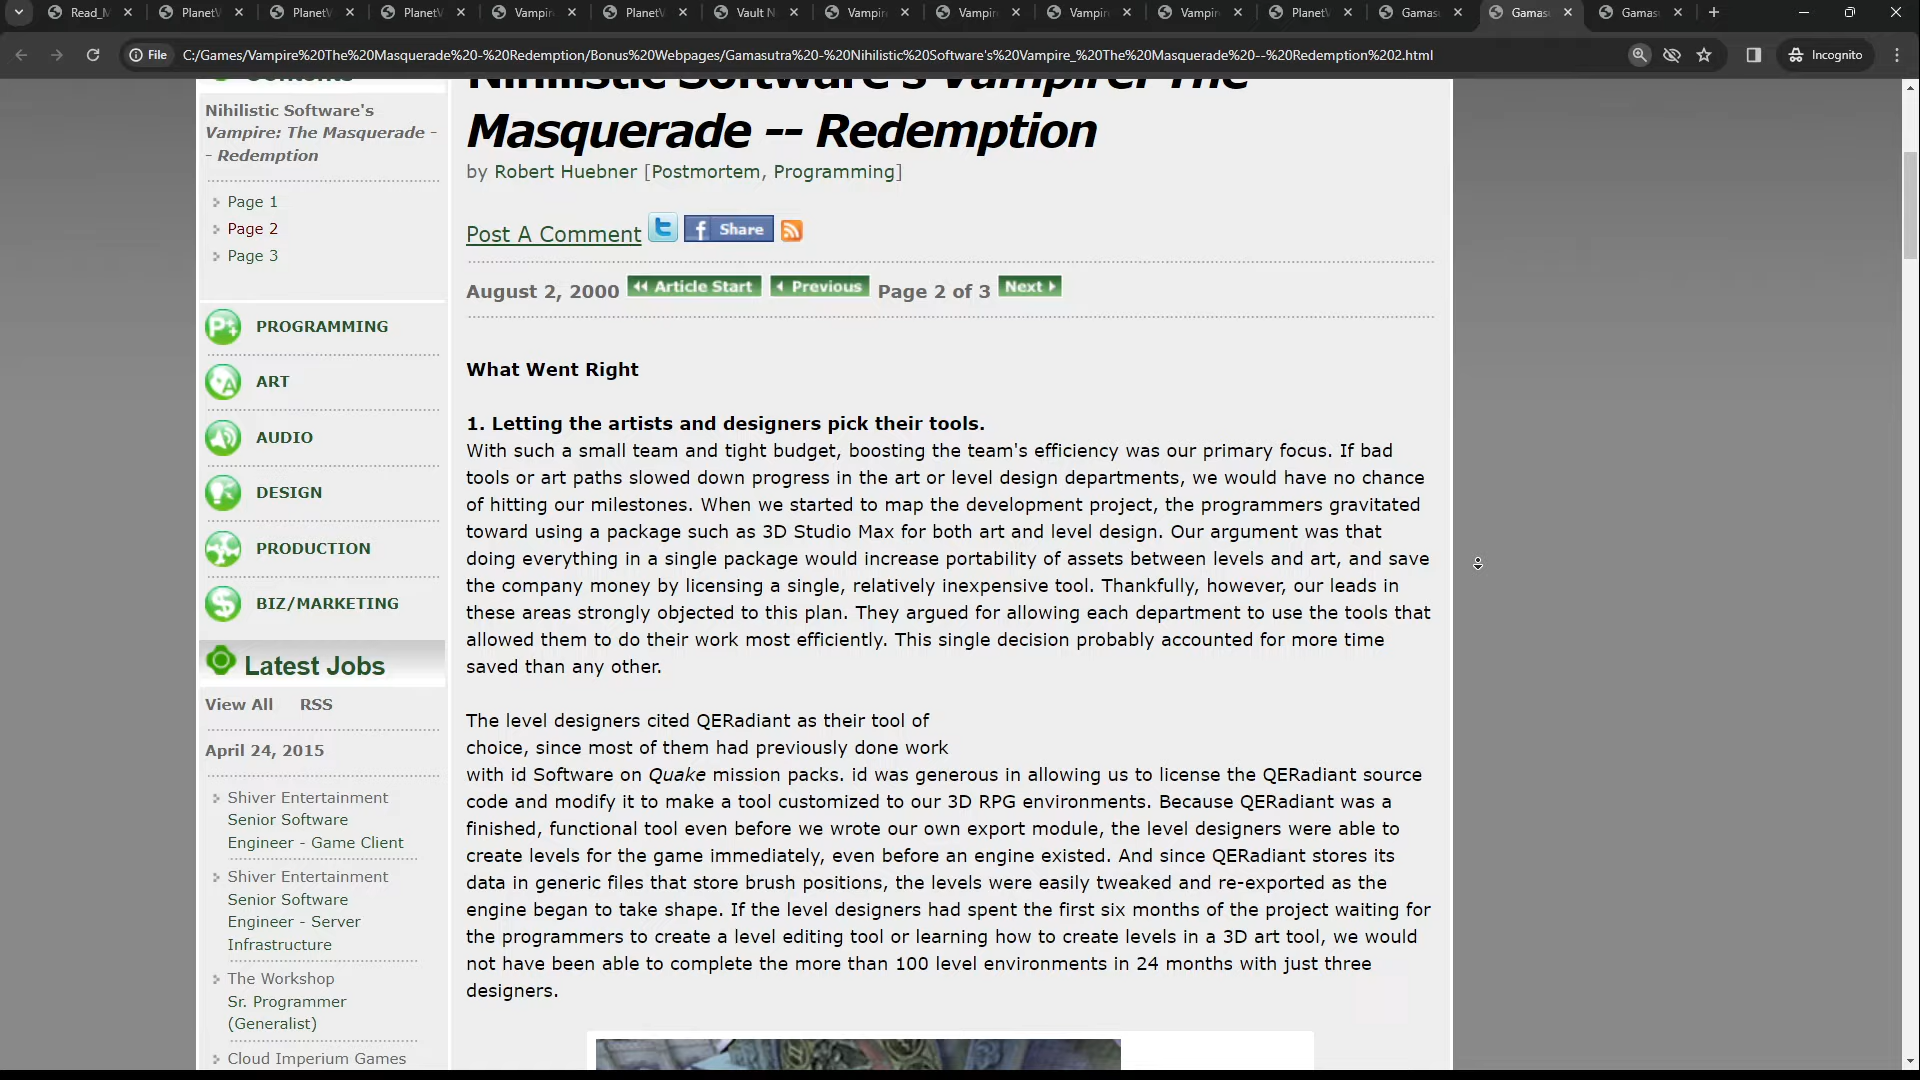 Read_M
PlanetV
PlanetV
PlanetV
Vampir
PlanetV
Vault N
Vampir
Vampir
Vampir
Vampir
PlanetV
Gamas
Gamas
Gamas
File
C:/Games/Vampire%20The%20Masquerade%20-%20Redemption/Bonus%20Webpages/Gamasutra%20-%20Nihilistic%20Software's%20Vampire_%20The%20Masquerade%20--%20Redemption%202.html
Incognito
Contents
Nihilistic Software's
Vampire: The Masquerade -
- Redemption
Page 1
Page 2
Page 3
PROGRAMMING
ART
AUDIO
DESIGN
PRODUCTION
BIZ/MARKETING
Latest Jobs
View All RSS
April 24, 2015
Shiver Entertainment
Senior Software
Engineer - Game Client
Shiver Entertainment
Senior Software
Engineer - Server
Infrastructure
The Workshop
Sr. Programmer
(Generalist)
Cloud Imperium Games
Nihilistic Software's Vampire: The
Masquerade -- Redemption
by Robert Huebner [Postmortem, Programming]
Post A Comment Share
August 2, 2000 Article Start Previous Page 2 of 3 Next
What Went Right
1. Letting the artists and designers pick their tools.
With such a small team and tight budget, boosting the team's efficiency was our primary focus. If bad
tools or art paths slowed down progress in the art or level design departments, we would have no chance
of hitting our milestones. When we started to map the development project, the programmers gravitated
toward using a package such as 3D Studio Max for both art and level design. Our argument was that
doing everything in a single package would increase portability of assets between levels and art, and save
the company money by licensing a single, relatively inexpensive tool. Thankfully, however, our leads in
these areas strongly objected to this plan. They argued for allowing each department to use the tools that
allowed them to do their work most efficiently. This single decision probably accounted for more time
saved than any other.
The level designers cited QERadiant as their tool of
choice, since most of them had previously done work
with id Software on Quake mission packs. id was generous in allowing us to license the QERadiant source
code and modify it to make a tool customized to our 3D RPG environments. Because QERadiant was a
finished, functional tool even before we wrote our own export module, the level designers were able to
create levels for the game immediately, even before an engine existed. And since QERadiant stores its
data in generic files that store brush positions, the levels were easily tweaked and re-exported as the
engine began to take shape. If the level designers had spent the first six months of the project waiting for
the programmers to create a level editing tool or learning how to create levels in a 3D art tool, we would
not have been able to complete the more than 100 level environments in 24 months with just three
designers.